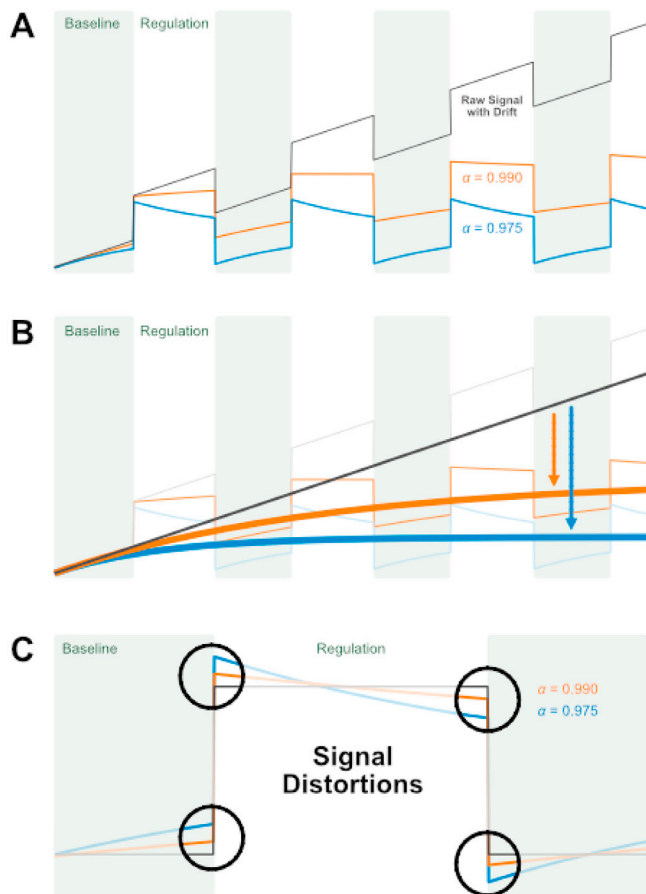 A
Baseline
Regulation
Raw Signal
with Drift
α = 0.990
α = 0.975
B
Baseline
Regulation
C
Baseline
Regulation
α = 0.990
α = 0.975
Signal
Distortions